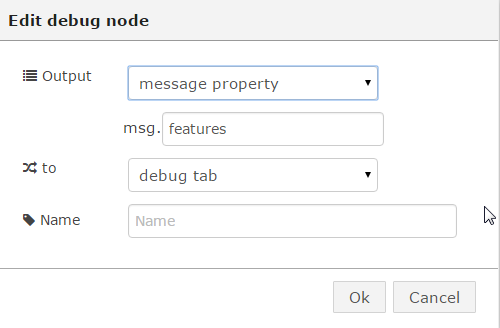 Edit debug node
Output message property
msg. features
to debug tab
Name Name
Ok Cancel